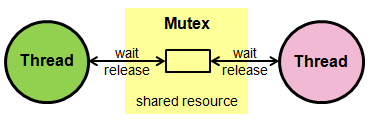 Mutex
Thread
wait
release
wait
release
Thread
shared resource